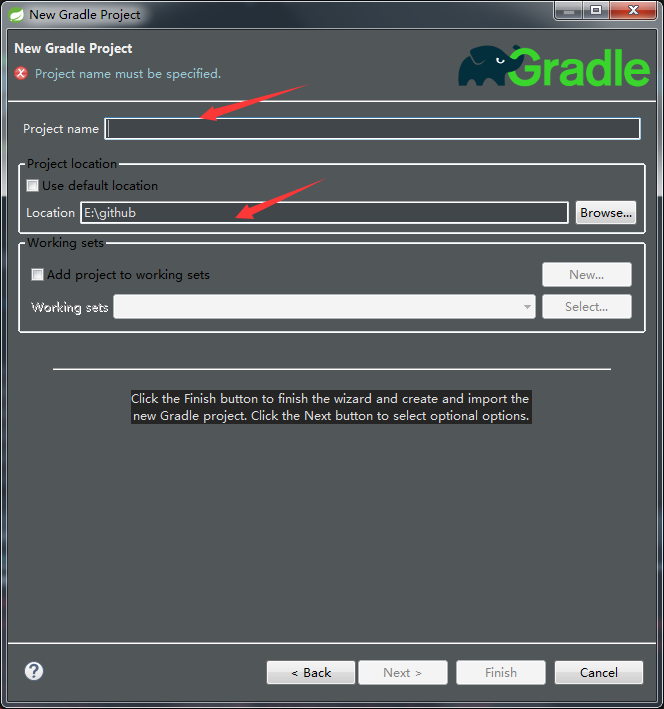 New Gradle Project
New Gradle Project
Project name must be specified.
Gradle
Project name
Project location
Use default location
Location E:\github Browse...
Working sets
Add project to working sets New...
Working sets Select...
Click the Finish button to finish the wizard and create and import the
new Gradle project. Click the Next button to select optional options.
? < Back Next > Finish Cancel